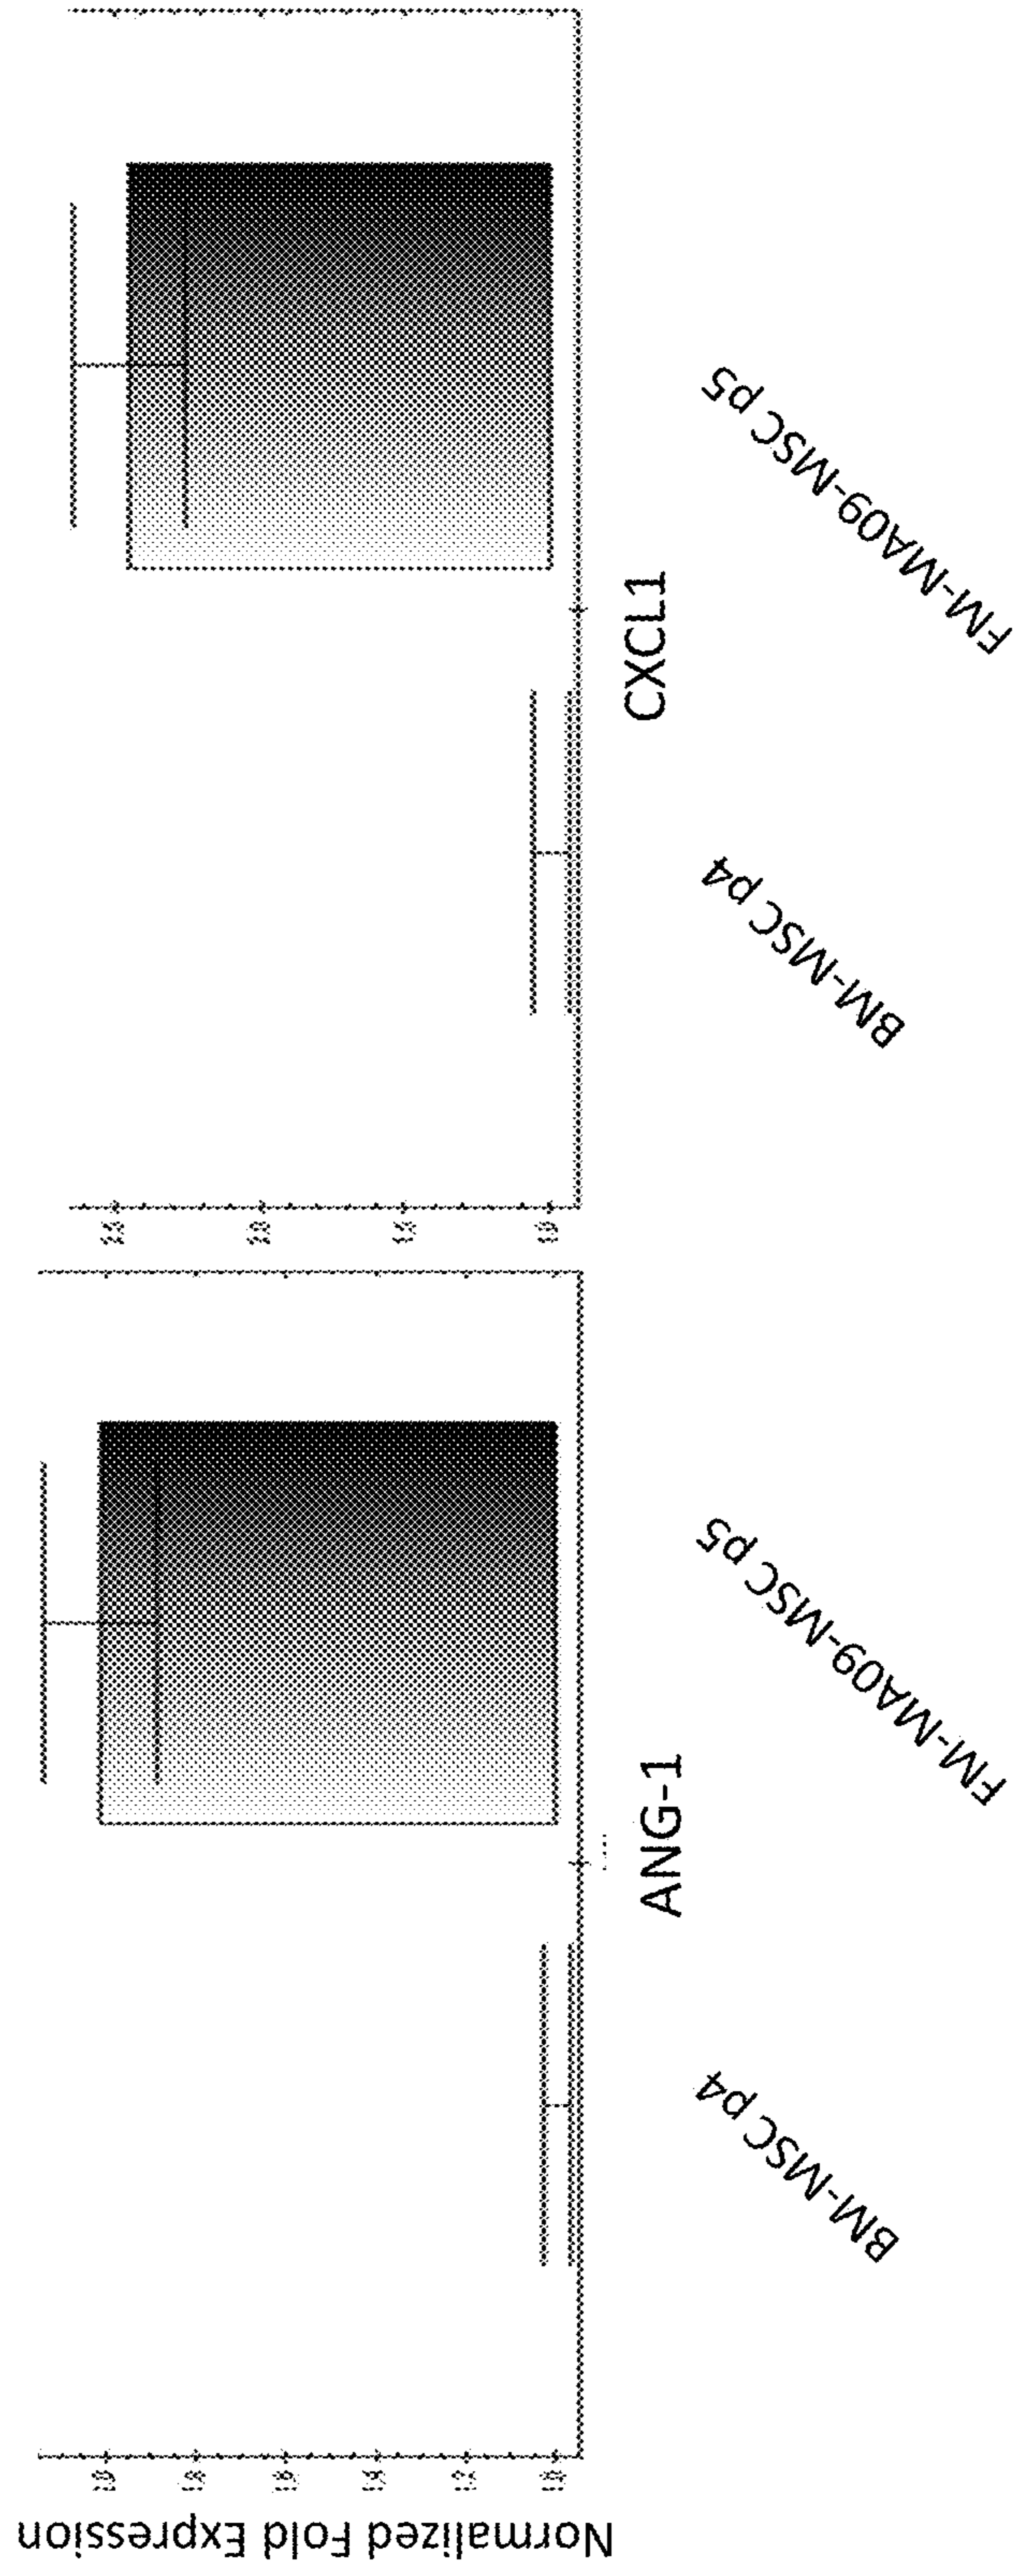 Normalized Fold Expression
ANG-1
BM-MSC p4
FM-MA09-MSC p5
CXCL1
BM-MSC p4
FM-MA09-MSC p5